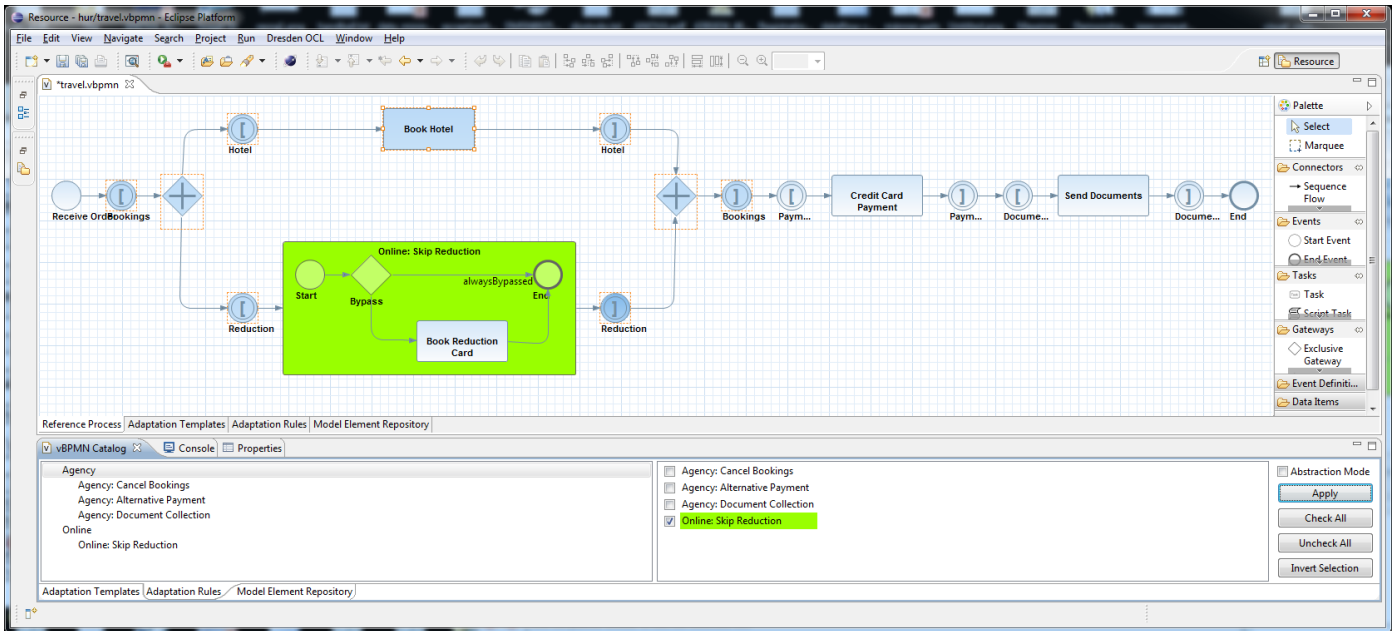 Resource - hur/travel.vbpmn - Eclipse Platform
File Edit View Navigate Search Project Run Dresden OCL Window Help
Resource
*travel.vbpmn
Hotel
Book Hotel
Hotel
Receive Order
Bookings
Bookings
Paym...
Credit Card
Payment
Paym...
Docume...
Send Documents
Docume...
End
Online: Skip Reduction
Start
Bypass
alwaysBypassed
End
Book Reduction
Card
Reduction
Reduction
Palette
Select
Marquee
Connectors
Sequence
Flow
Events
Start Event
End Event
Tasks
Task
Script Task
Gateways
Exclusive
Gateway
Event Definiti...
Data Items
Reference Process Adaptation Templates Adaptation Rules Model Element Repository
vBPMN Catalog Console Properties
Agency
Agency: Cancel Bookings
Agency: Alternative Payment
Agency: Document Collection
Online
Online: Skip Reduction
Agency: Cancel Bookings
Agency: Alternative Payment
Agency: Document Collection
Online: Skip Reduction
Abstraction Mode
Apply
Check All
Uncheck All
Invert Selection
Adaptation Templates Adaptation Rules Model Element Repository